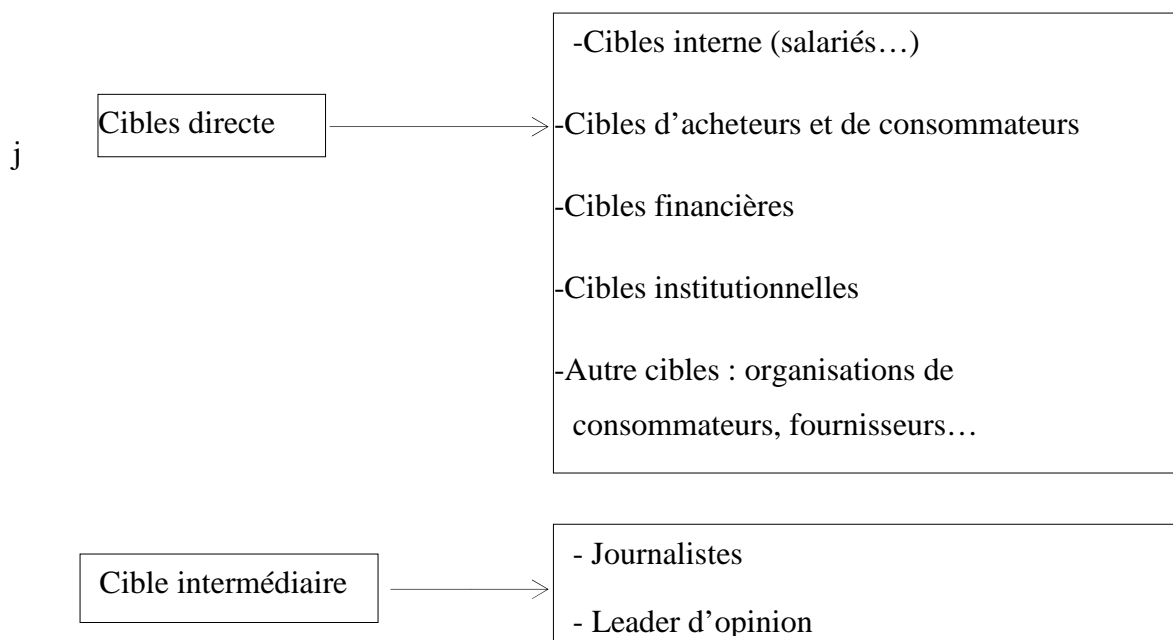 -Cibles interne (salariés…)
Cibles directe
-Cibles d’acheteurs et de consommateurs
j
-Cibles financières
-Cibles institutionnelles
-Autre cibles : organisations de
consommateurs, fournisseurs…
- Journalistes
Cible intermédiaire
- Leader d’opinion